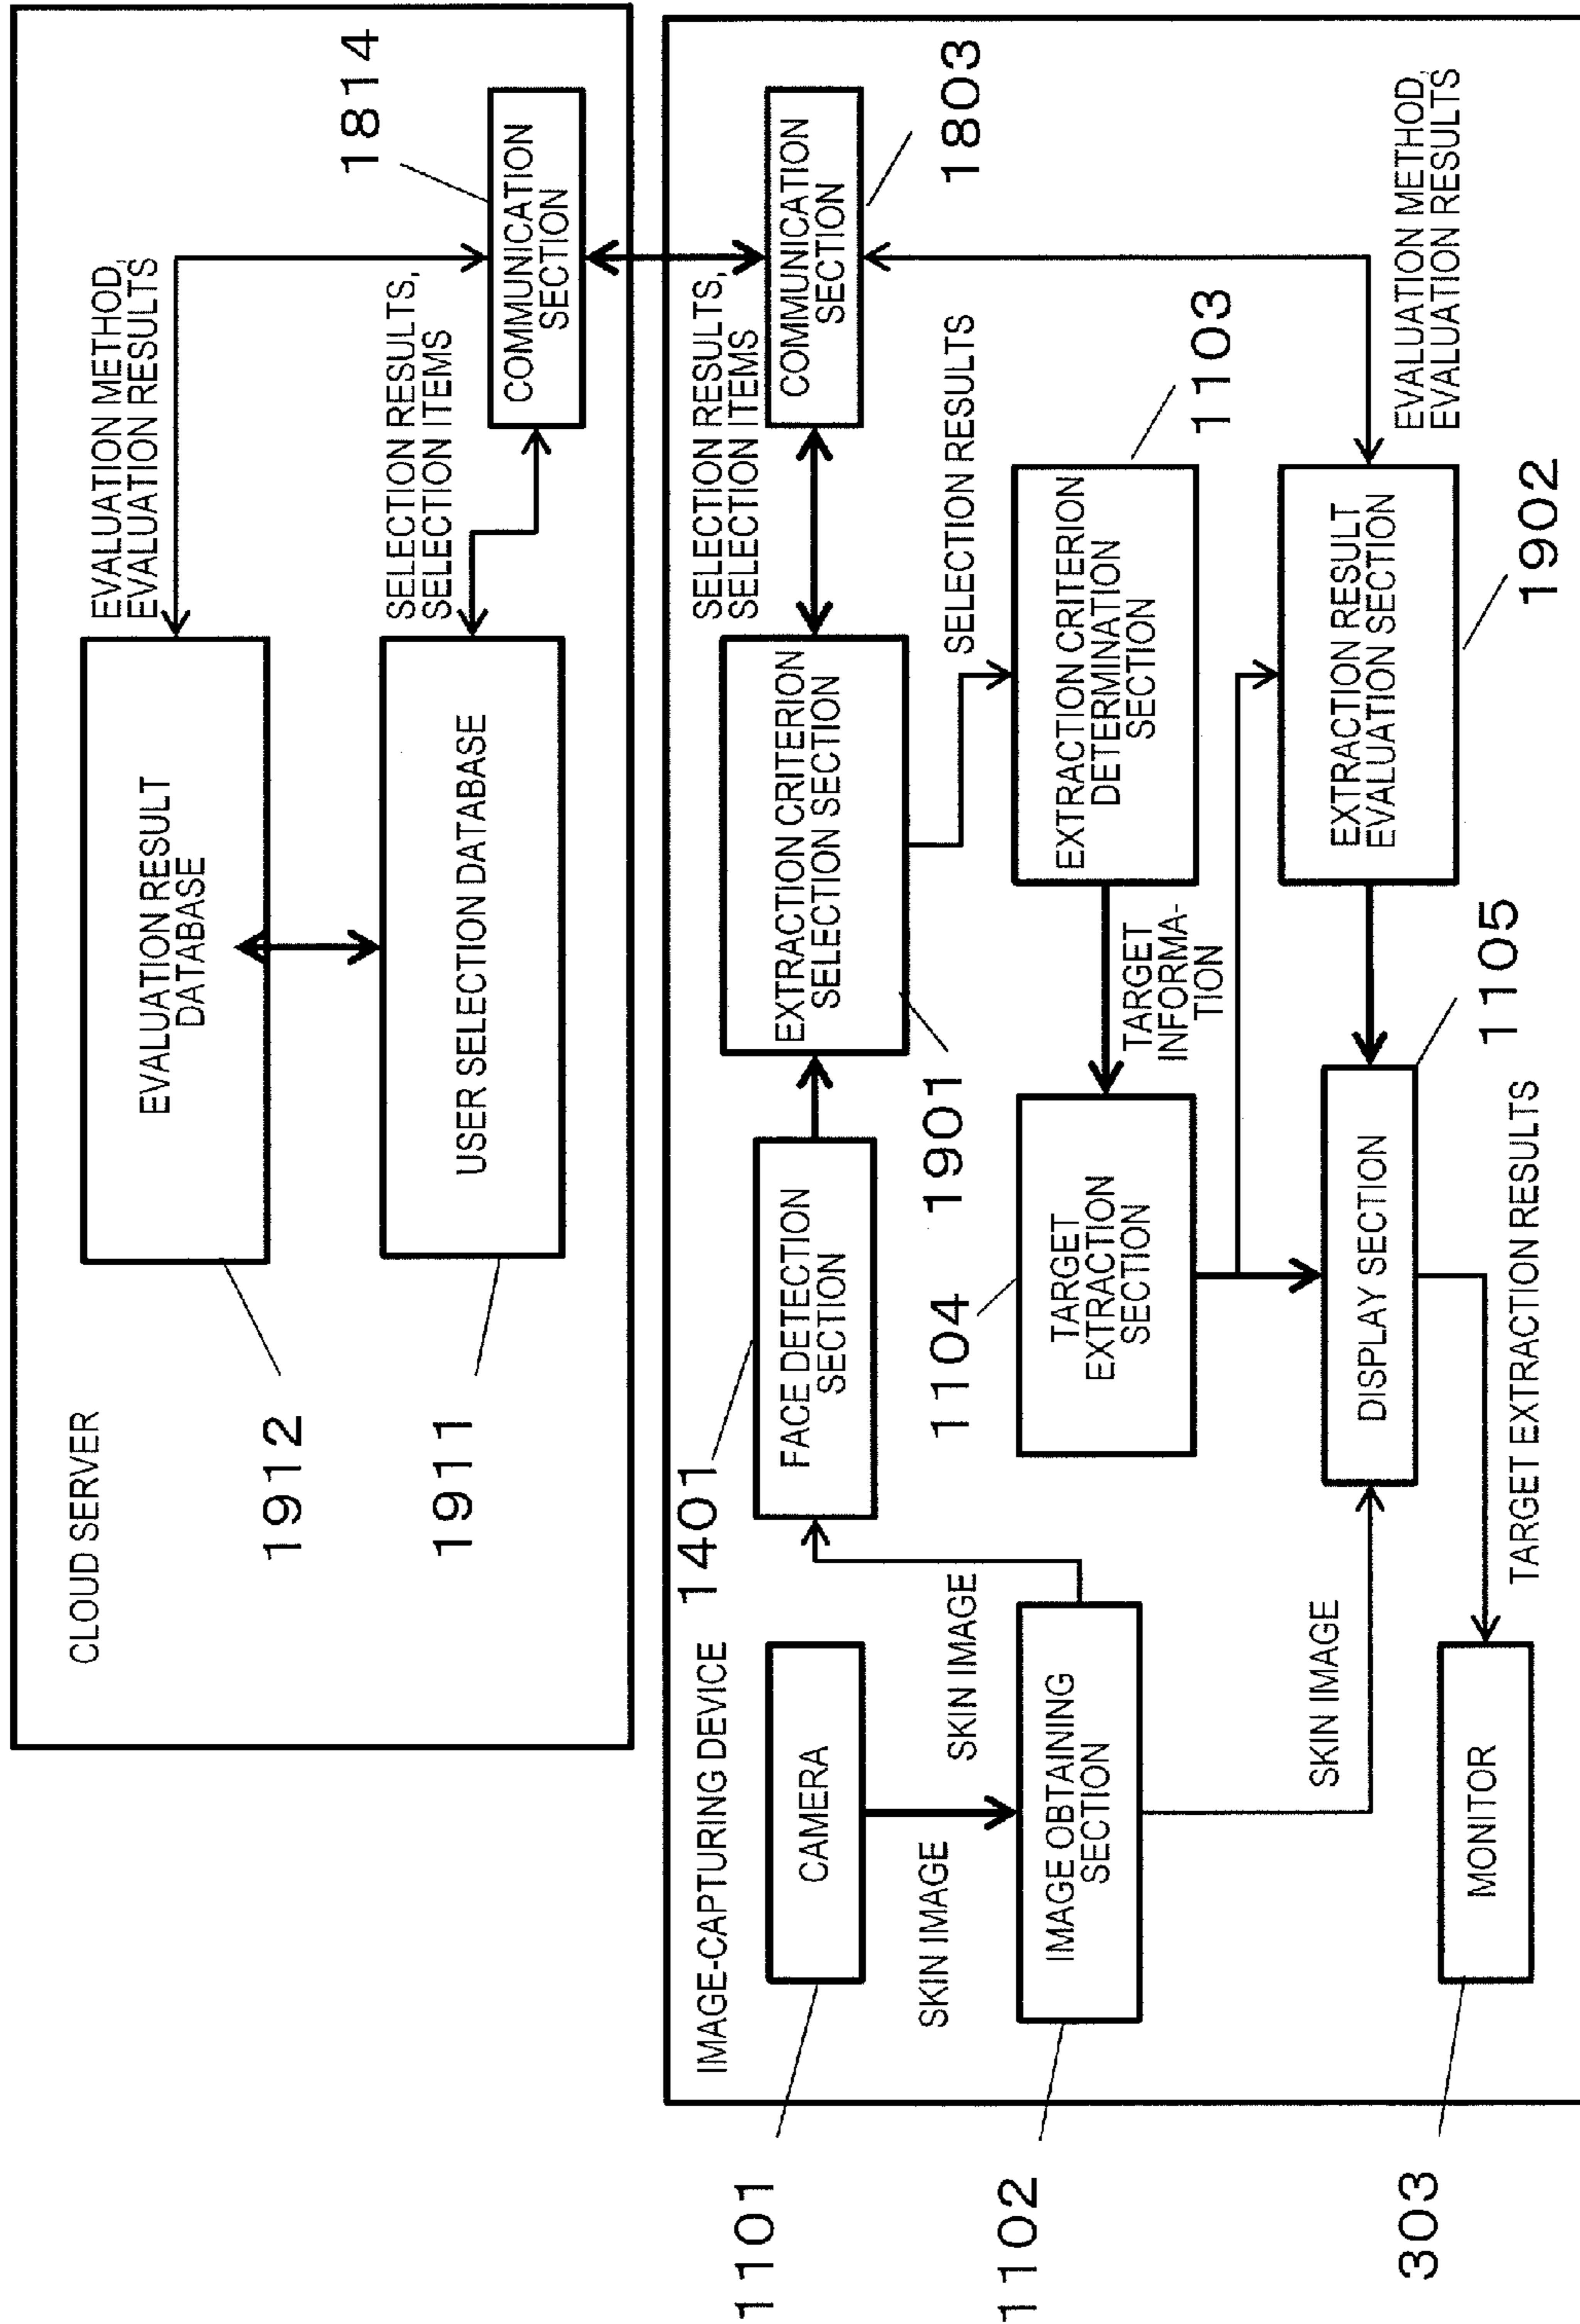 CLOUD SERVER
1912
EVALUATION RESULT
DATABASE
EVALUATION METHOD,
EVALUATION RESULTS
1911
USER SELECTION DATABASE
SELECTION RESULTS,
SELECTION ITEMS
1814
COMMUNICATION
SECTION
IMAGE-CAPTURING DEVICE
1101
CAMERA
SKIN IMAGE
1102
IMAGE OBTAINING
SECTION
SKIN IMAGE
1401
FACE DETECTION
SECTION
1901
EXTRACTION CRITERION
SELECTION SECTION
SELECTION RESULTS,
SELECTION ITEMS
COMMUNICATION
SECTION
1803
SELECTION RESULTS
1104
TARGET
EXTRACTION
SECTION
TARGET
INFORMA-
TION
EXTRACTION CRITERION
DETERMINATION
SECTION
1103
SKIN IMAGE
DISPLAY SECTION
1105
EXTRACTION RESULT
EVALUATION SECTION
1902
EVALUATION METHOD,
EVALUATION RESULTS
303
MONITOR
TARGET EXTRACTION RESULTS